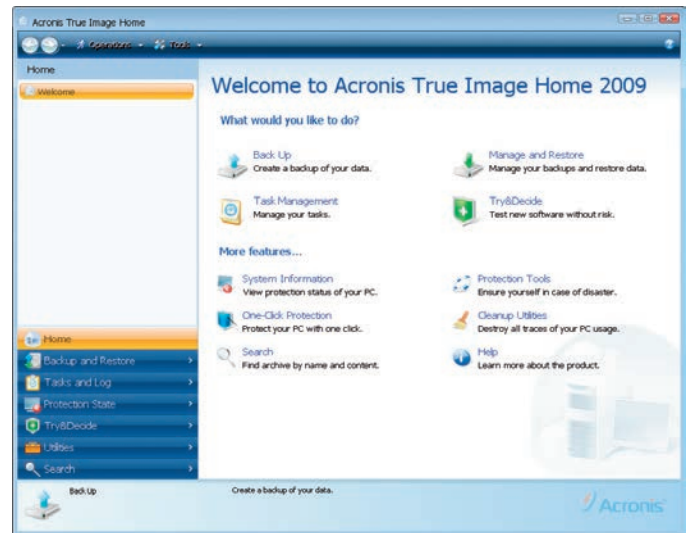 Acronis True Image Home
Operations
Tools
Home
Welcome
Welcome to Acronis True Image Home 2009
What would you like to do?
Back Up
Create a backup of your data.
Manage and Restore
Manage your backups and restore data.
Task Management
Manage your tasks.
Try&Decide
Test new software without risk.
More features...
System Information
View protection status of your PC.
Protection Tools
Ensure yourself in case of disaster.
One-Click Protection
Protect your PC with one click.
Cleanup Utilities
Destroy all traces of your PC usage.
Search
Find archive by name and content.
Help
Learn more about the product.
Home
Backup and Restore
Tasks and Log
Protection State
Try&Decide
Utilities
Search
Back Up
Create a backup of your data.
Acronis